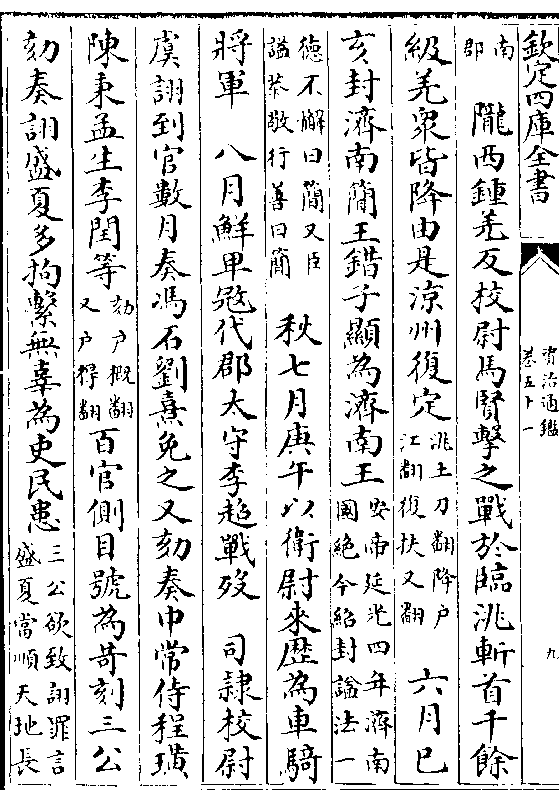 欽定四庫全書
資治通鑑
卷五十一
九
南
郡
隴西鍾羌反校尉馬賢擊之戰於臨洮斬首千餘
級羌衆皆降由是涼州復定
洮土刀翻降戶
江翻復扶又翻
六月己
亥封濟南簡王錯子顯為濟南王
安帝延光四年濟南
國絶今紹封諡法一
徳不懈曰簡又臣
諡恭敬行善曰簡
秋七月庚午以衛尉來歷為車騎
將軍
八月鮮卑冦代郡太守李超戰歿
司隷校尉
虞詡到官數月奏馮石劉熹免之又劾奏中常侍程璜
陳秉孟生李閏等
劾户概翻
又户得翻
百官側目號為苛刻三公
劾奏詡盛夏多拘繫無辜為吏民患
三公欲致詡罪言
盛夏當順天地長